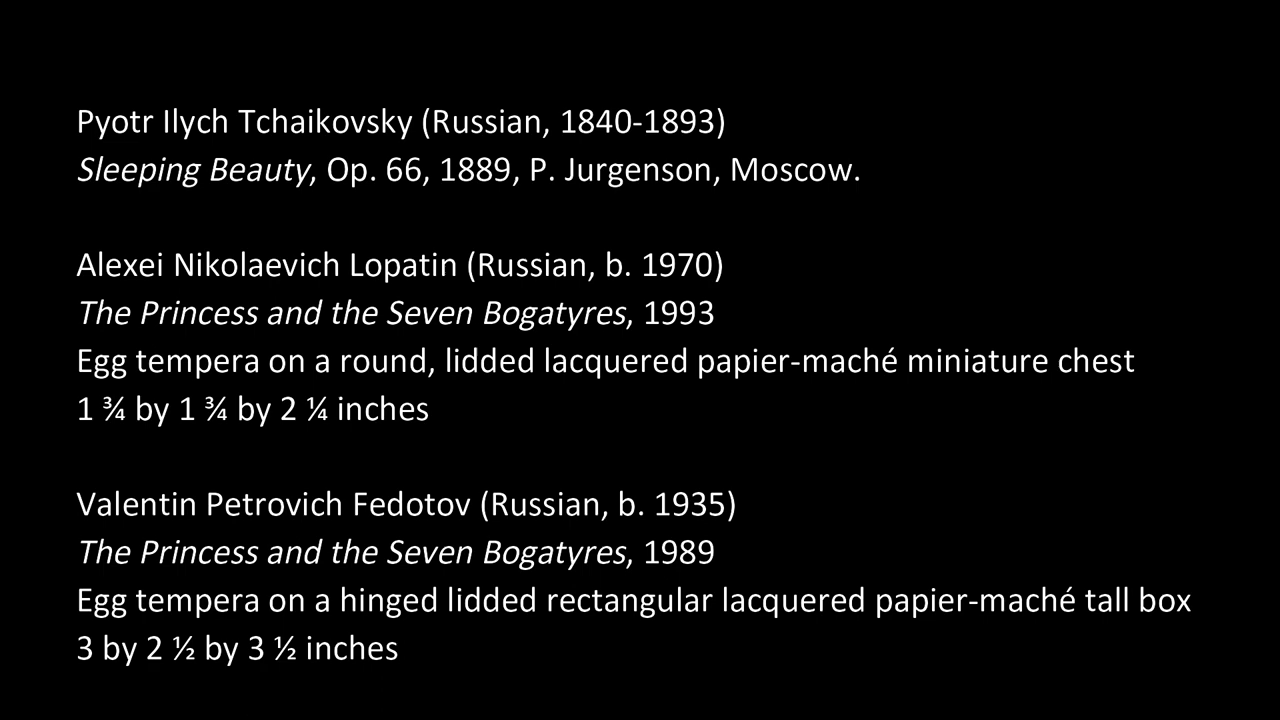 Pyotr Ilych Tchaikovsky (Russian, 1840-1893)
Sleeping Beauty, Op. 66, 1889, P. Jurgenson, Moscow.
Alexei Nikolaevich Lopatin (Russian, b. 1970)
The Princess and the Seven Bogatyres, 1993
Egg tempera on a round, lidded lacquered papier-maché miniature chest
1 ¾ by 1 ¾ by 2 ¼ inches
Valentin Petrovich Fedotov (Russian, b. 1935)
The Princess and the Seven Bogatyres, 1989
Egg tempera on a hinged lidded rectangular lacquered papier-maché tall box
3 by 2 ½ by 3 ½ inches